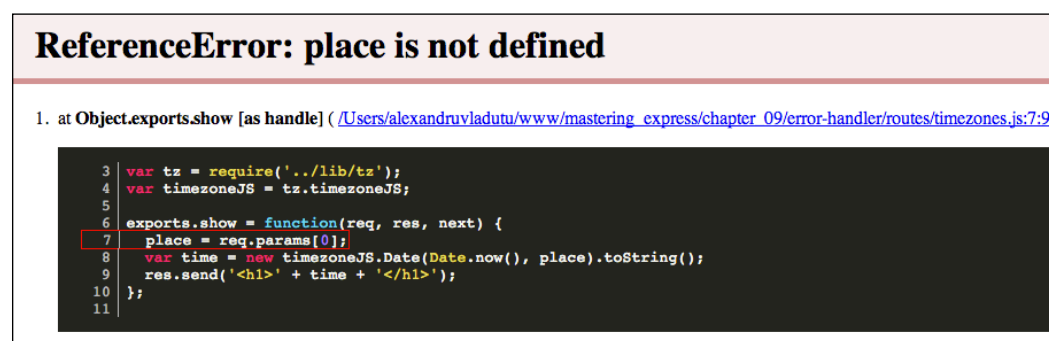 ReferenceError: place is not defined
1. at Object.exports.show [as handle] ( /Users/alexandruvladutu/www/mastering_express/chapter_09/error-handler/routes/timezones.js:7:9
3 var tz = require('../lib/tz');
4 var timezoneJS = tz.timezoneJS;
5
6 exports.show = function(req, res, next) {
7   place = req.params[0];
8   var time = new timezoneJS.Date(Date.now(), place).toString();
9   res.send('<h1>' + time + '</h1>');
10 };
11